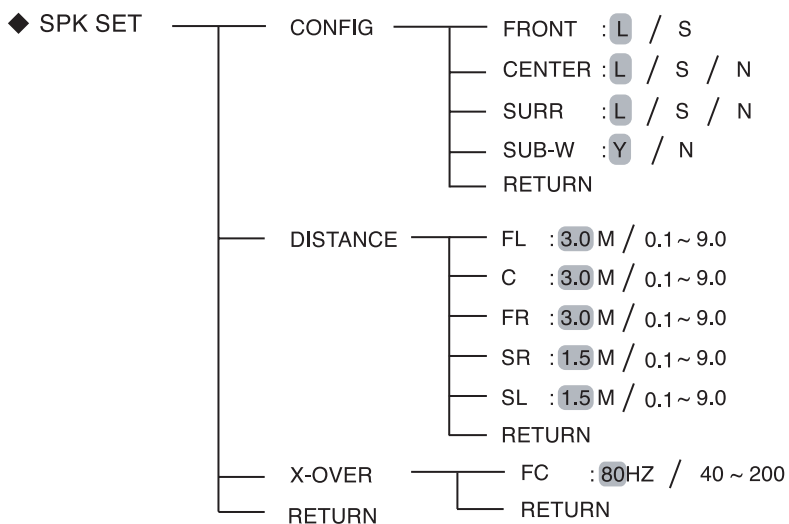 ◆ SPK SET CONFIG FRONT : L / S
CENTER : L / S / N
SURR : L / S / N
SUB-W : Y / N
RETURN
DISTANCE FL : 3.0 M / 0.1 ~ 9.0
C : 3.0 M / 0.1 ~ 9.0
FR : 3.0 M / 0.1 ~ 9.0
SR : 1.5 M / 0.1 ~ 9.0
SL : 1.5 M / 0.1 ~ 9.0
RETURN
X-OVER FC : 80HZ / 40 ~ 200
RETURN RETURN